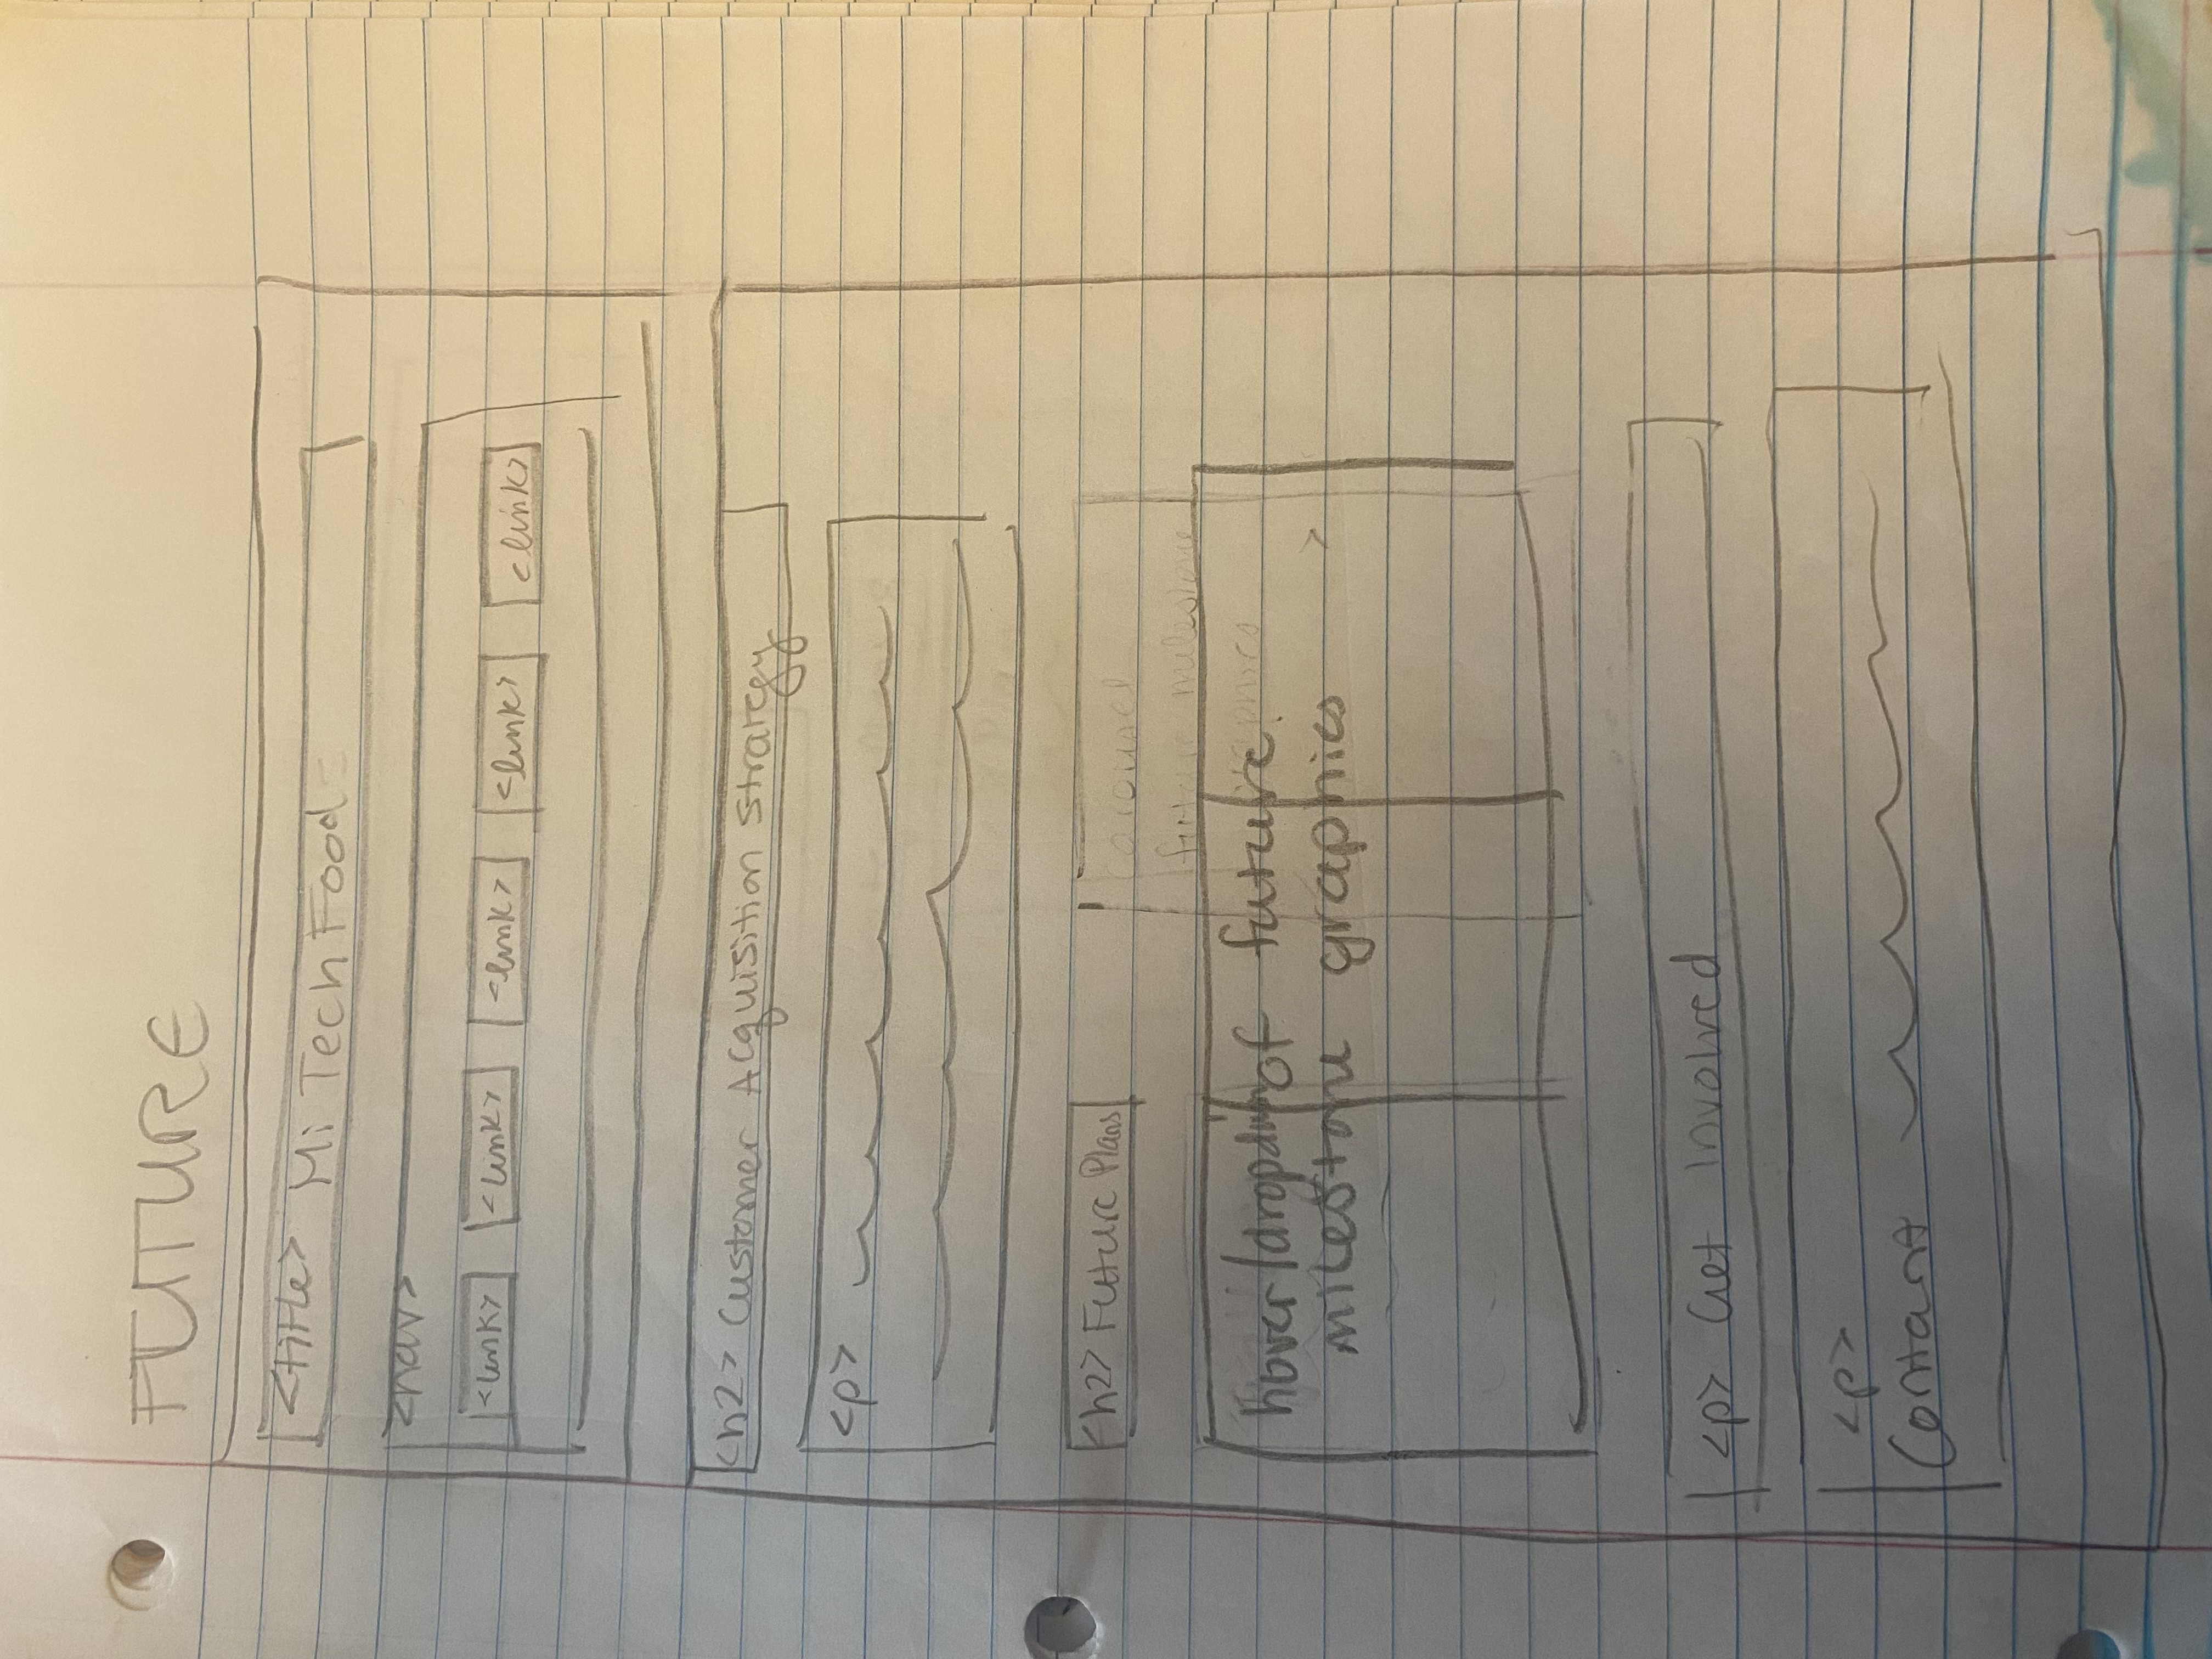 FUTURE
<title> Mi Tech Food
<nav>
<link> <link> <link> <link> <link>
<h2> Customer Acquisition Strategy
<p>
<h2> Future Plans
carousel
future milestone
graphics
hover/dropdown of future
milestone graphics >
<p> Get Involved
<p>
Contant